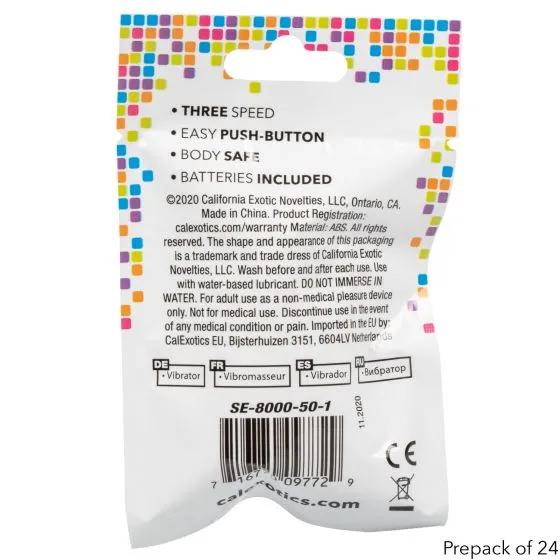 • THREE SPEED
• EASY PUSH-BUTTON
• BODY SAFE
• BATTERIES INCLUDED
©2020 California Exotic Novelties, LLC, Ontario, CA.
Made in China. Product Registration:
calexotics.com/warranty Material: ABS. All rights
reserved. The shape and appearance of this packaging
is a trademark and trade dress of California Exotic
Novelties, LLC. Wash before and after each use. Use
with water-based lubricant. DO NOT IMMERSE IN
WATER. For adult use as a non-medical pleasure device
only. Not for medical use. Discontinue use in the event
of any medical condition or pain. Imported in the EU by:
CalExotics EU, Bijsterhuizen 3151, 6604LV Netherlands
DE • Vibrator
FR • Vibromasseur
ES • Vibrador
RU • Вибратор
SE-8000-50-1
11.2020
7 09772 9
calexotics.com
CE
Prepack of 24